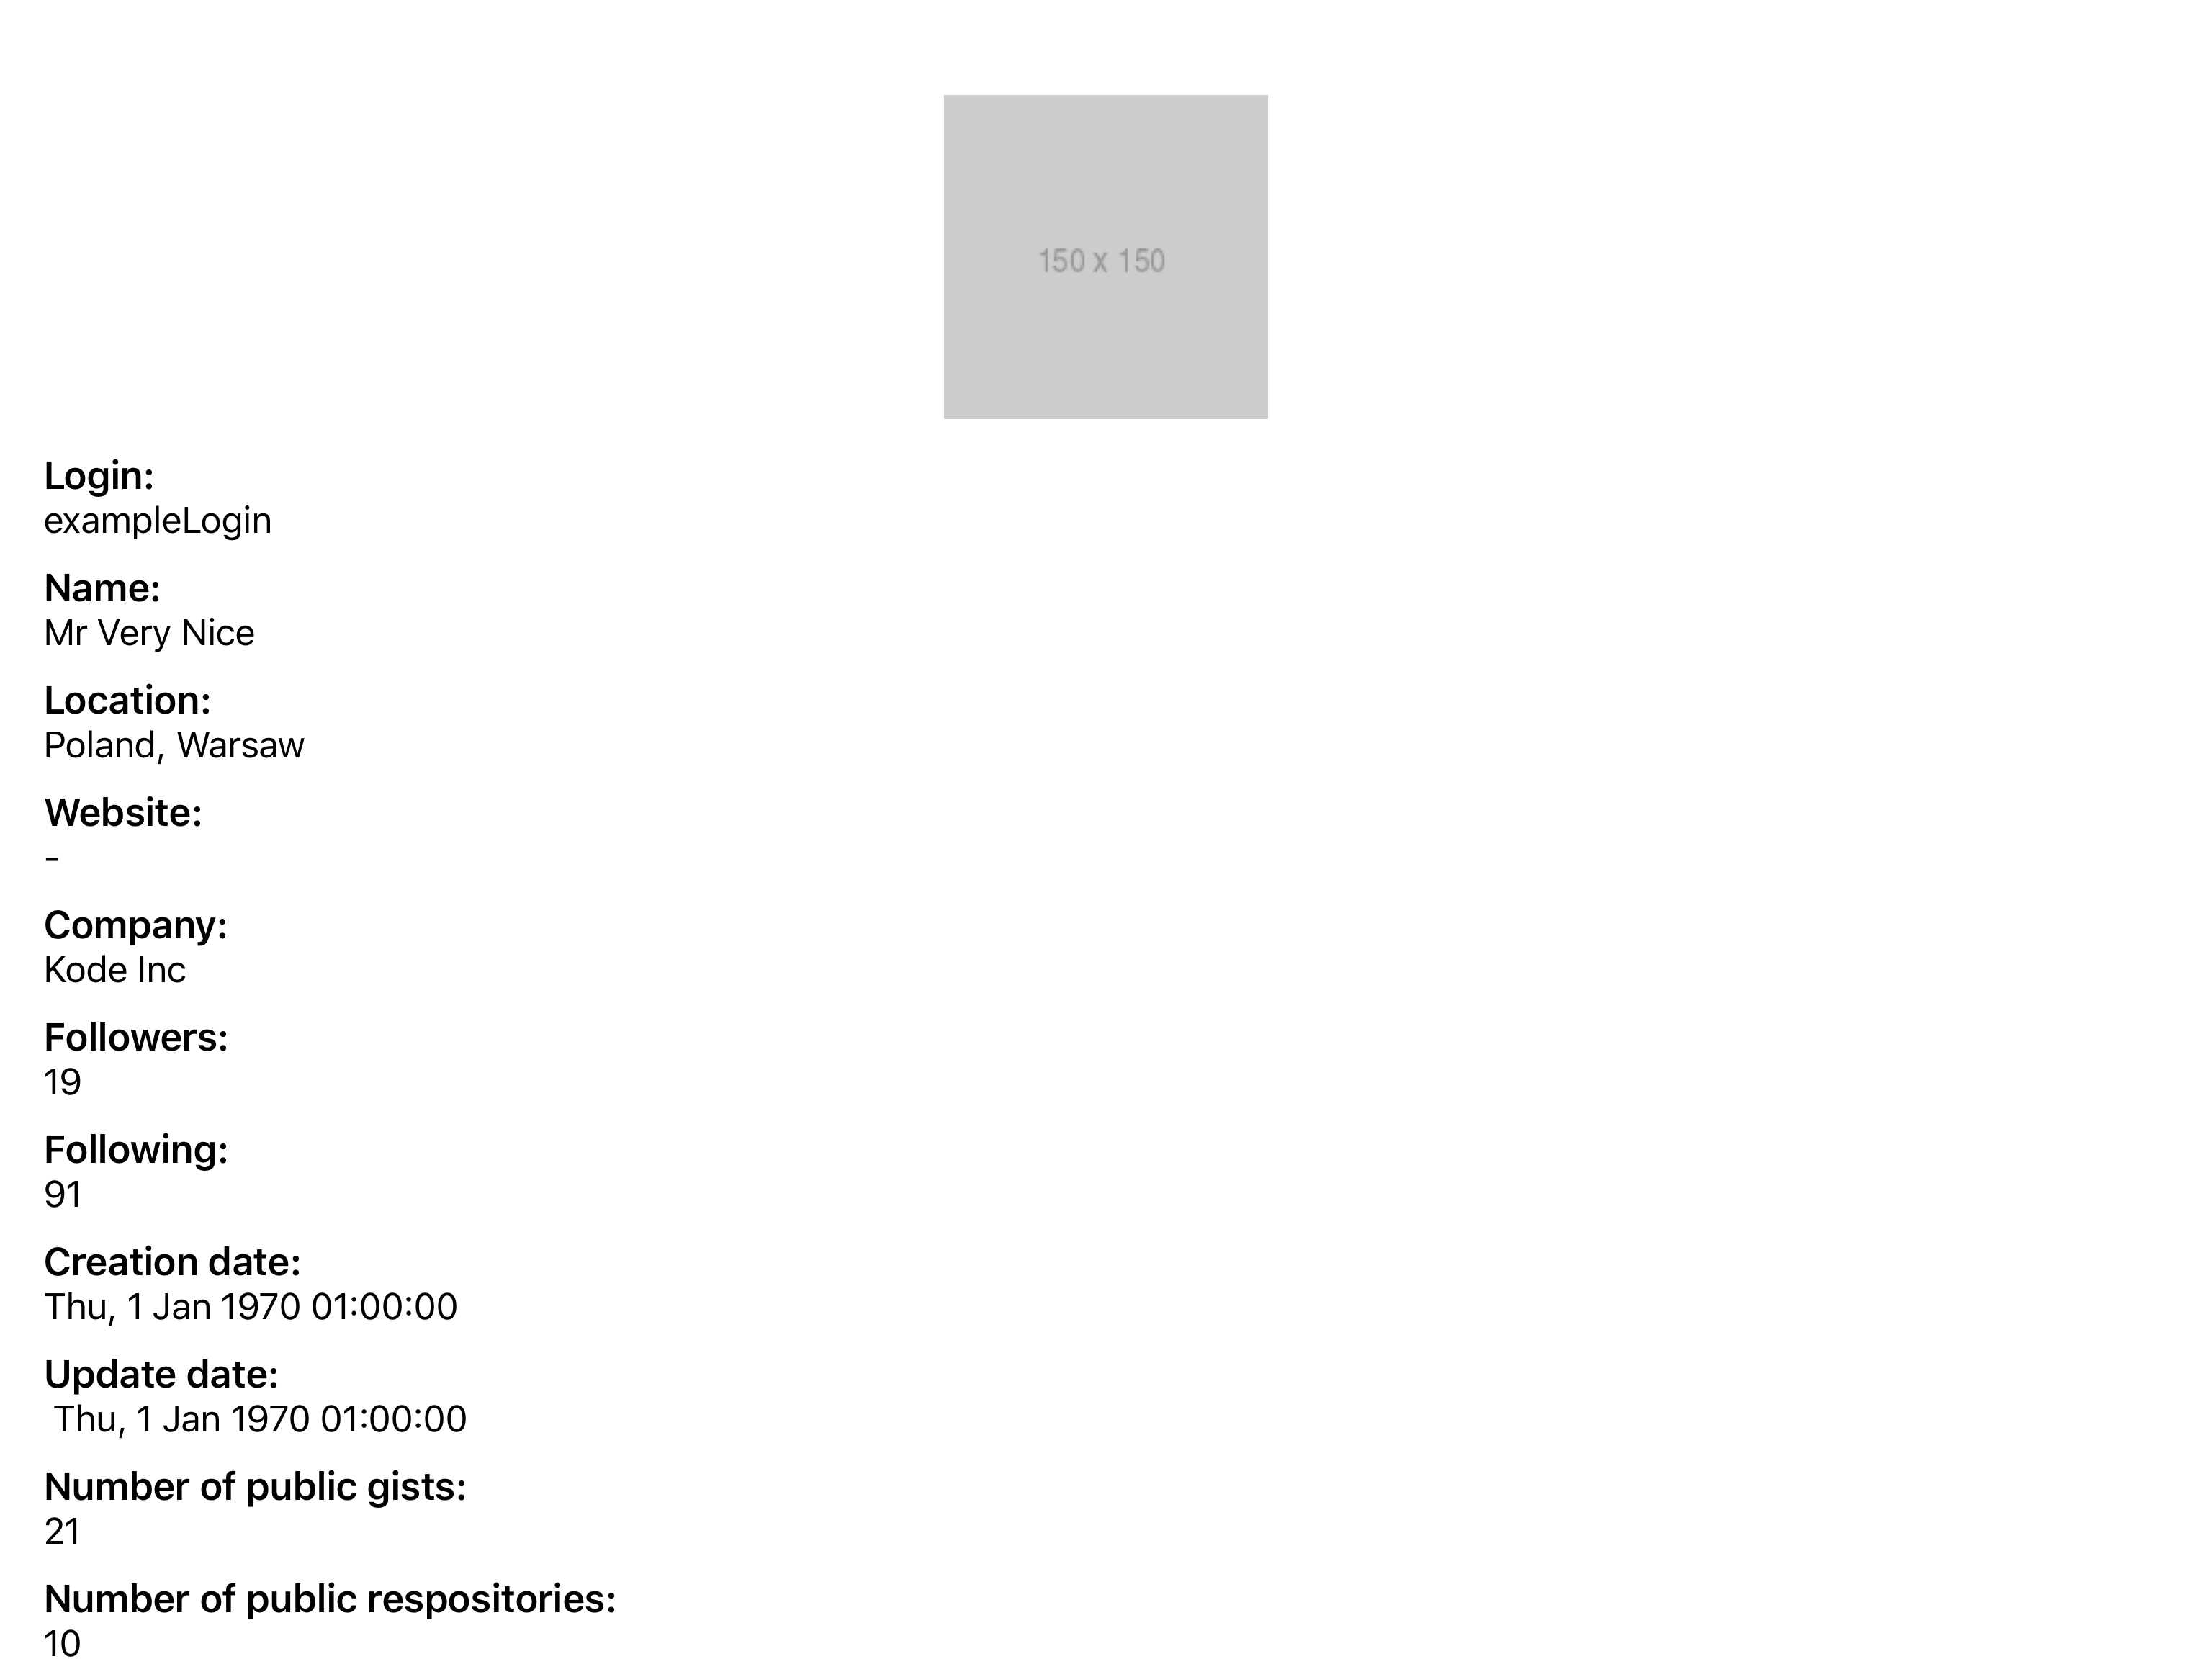 150 x 150
Login:
exampleLogin
Name:
Mr Very Nice
Location:
Poland, Warsaw
Website:
-
Company:
Kode Inc
Followers:
19
Following:
91
Creation date:
Thu, 1 Jan 1970 01:00:00
Update date:
Thu, 1 Jan 1970 01:00:00
Number of public gists:
21
Number of public respositories:
10